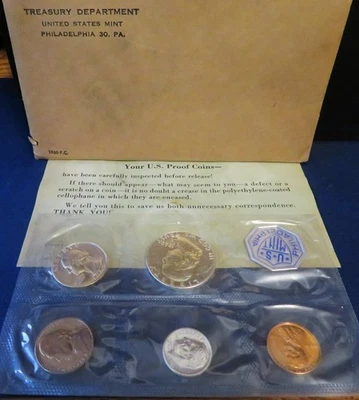 TREASURY DEPARTMENT
UNITED STATES MINT
PHILADELPHIA 30, PA.
Your U.S. Proof Coins—
have been carefully inspected before release!
If there should appear—what may seem to you—a defect or a
scratch on a coin—it is no doubt a crease in the polyethylene-coated
cellophane in which they are encased.
We tell you this to save us both unnecessary correspondence.
THANK YOU!
PHILADELPHIA
U·S
MINT
LIBERTY